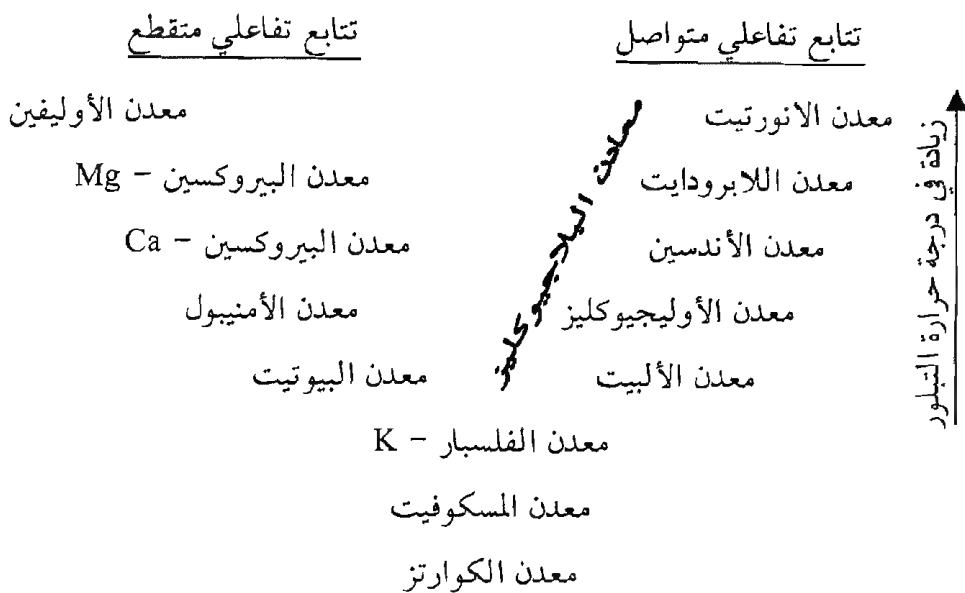 تتابع تفاعلي متواصل
تتابع تفاعلي متقطع
معدن الانورتيت
معدن الأوليفين
معدن اللابرودايت
معدن البيروكسين - Mg
معدن الأندسين
معدن البيروكسين - Ca
معدن الأوليجيوكليز
معدن الأمنيبول
معدن الألبيت
معدن البيوتيت
معدن الفلسبار - K
معدن المسكوفيت
معدن الكوارتز
معادن البلاجيوكليز
زيادة في درجة حرارة التبلور